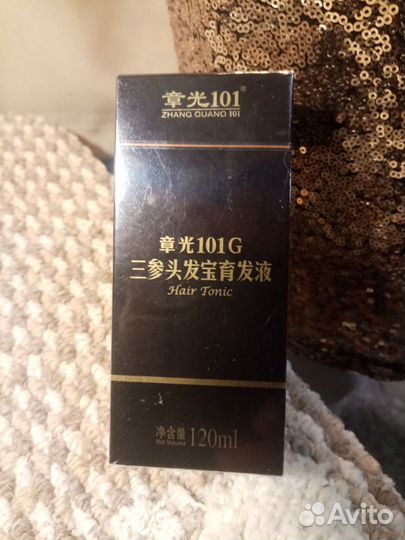 章光101®
ZHANG GUANG 101
章光101G
三参头发宝育发液
Hair Tonic
净含量 120ml
Net Volume
Avito